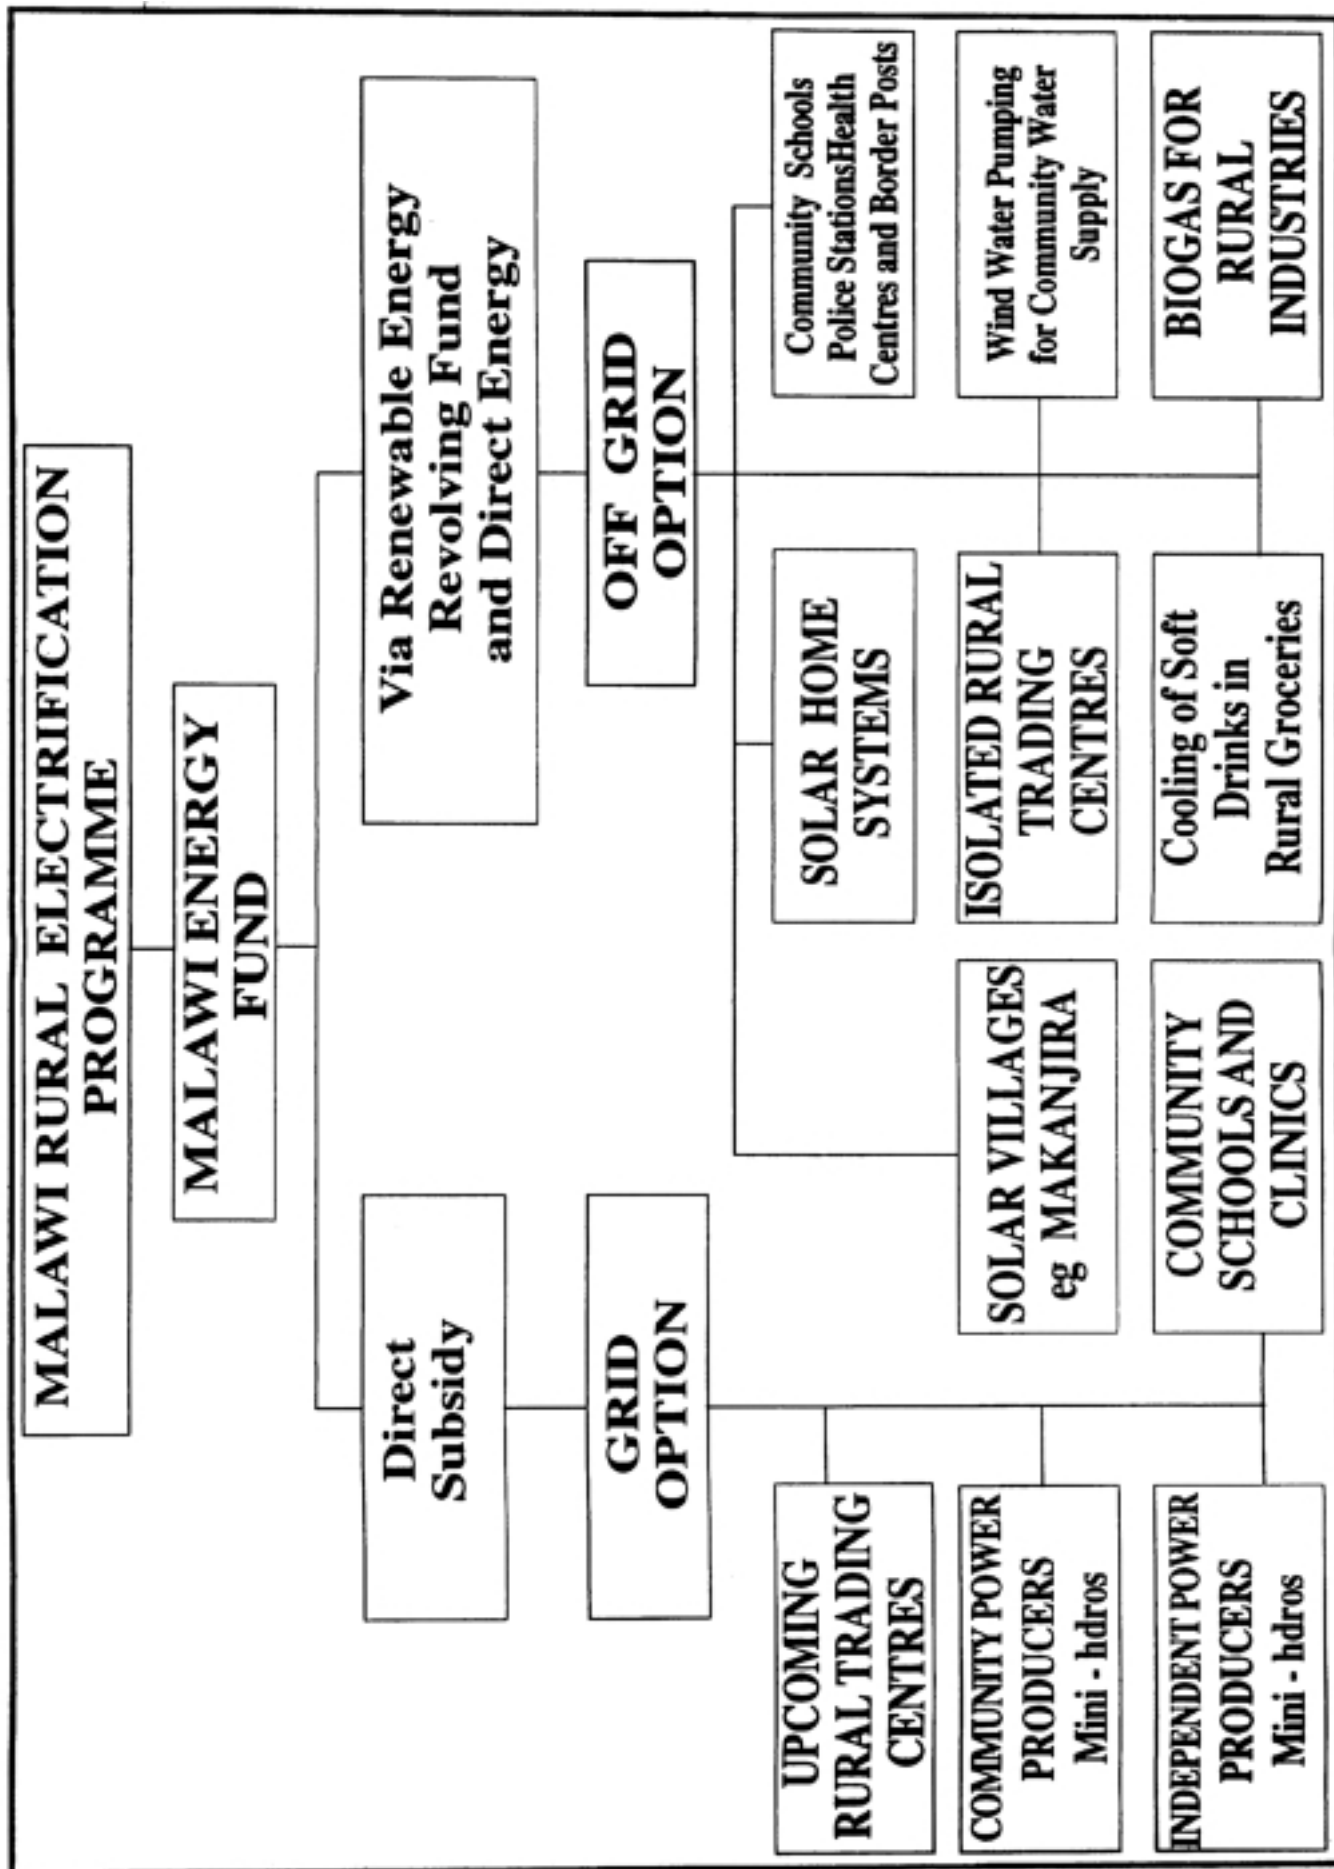 MALAWI RURAL ELECTRIFICATION
PROGRAMME
MALAWI ENERGY
FUND
Direct
Subsidy
Via Renewable Energy
Revolving Fund
and Direct Energy
GRID
OPTION
OFF GRID
OPTION
UPCOMING
RURAL TRADING
CENTRES
SOLAR HOME
SYSTEMS
Community Schools
Police StationsHealth
Centres and Border Posts
COMMUNITY POWER
PRODUCERS
Mini - hdros
SOLAR VILLAGES
eg MAKANJIRA
ISOLATED RURAL
TRADING
CENTRES
Wind Water Pumping
for Community Water
Supply
INDEPENDENT POWER
PRODUCERS
Mini - hdros
COMMUNITY
SCHOOLS AND
CLINICS
Cooling of Soft
Drinks in
Rural Groceries
BIOGAS FOR
RURAL
INDUSTRIES